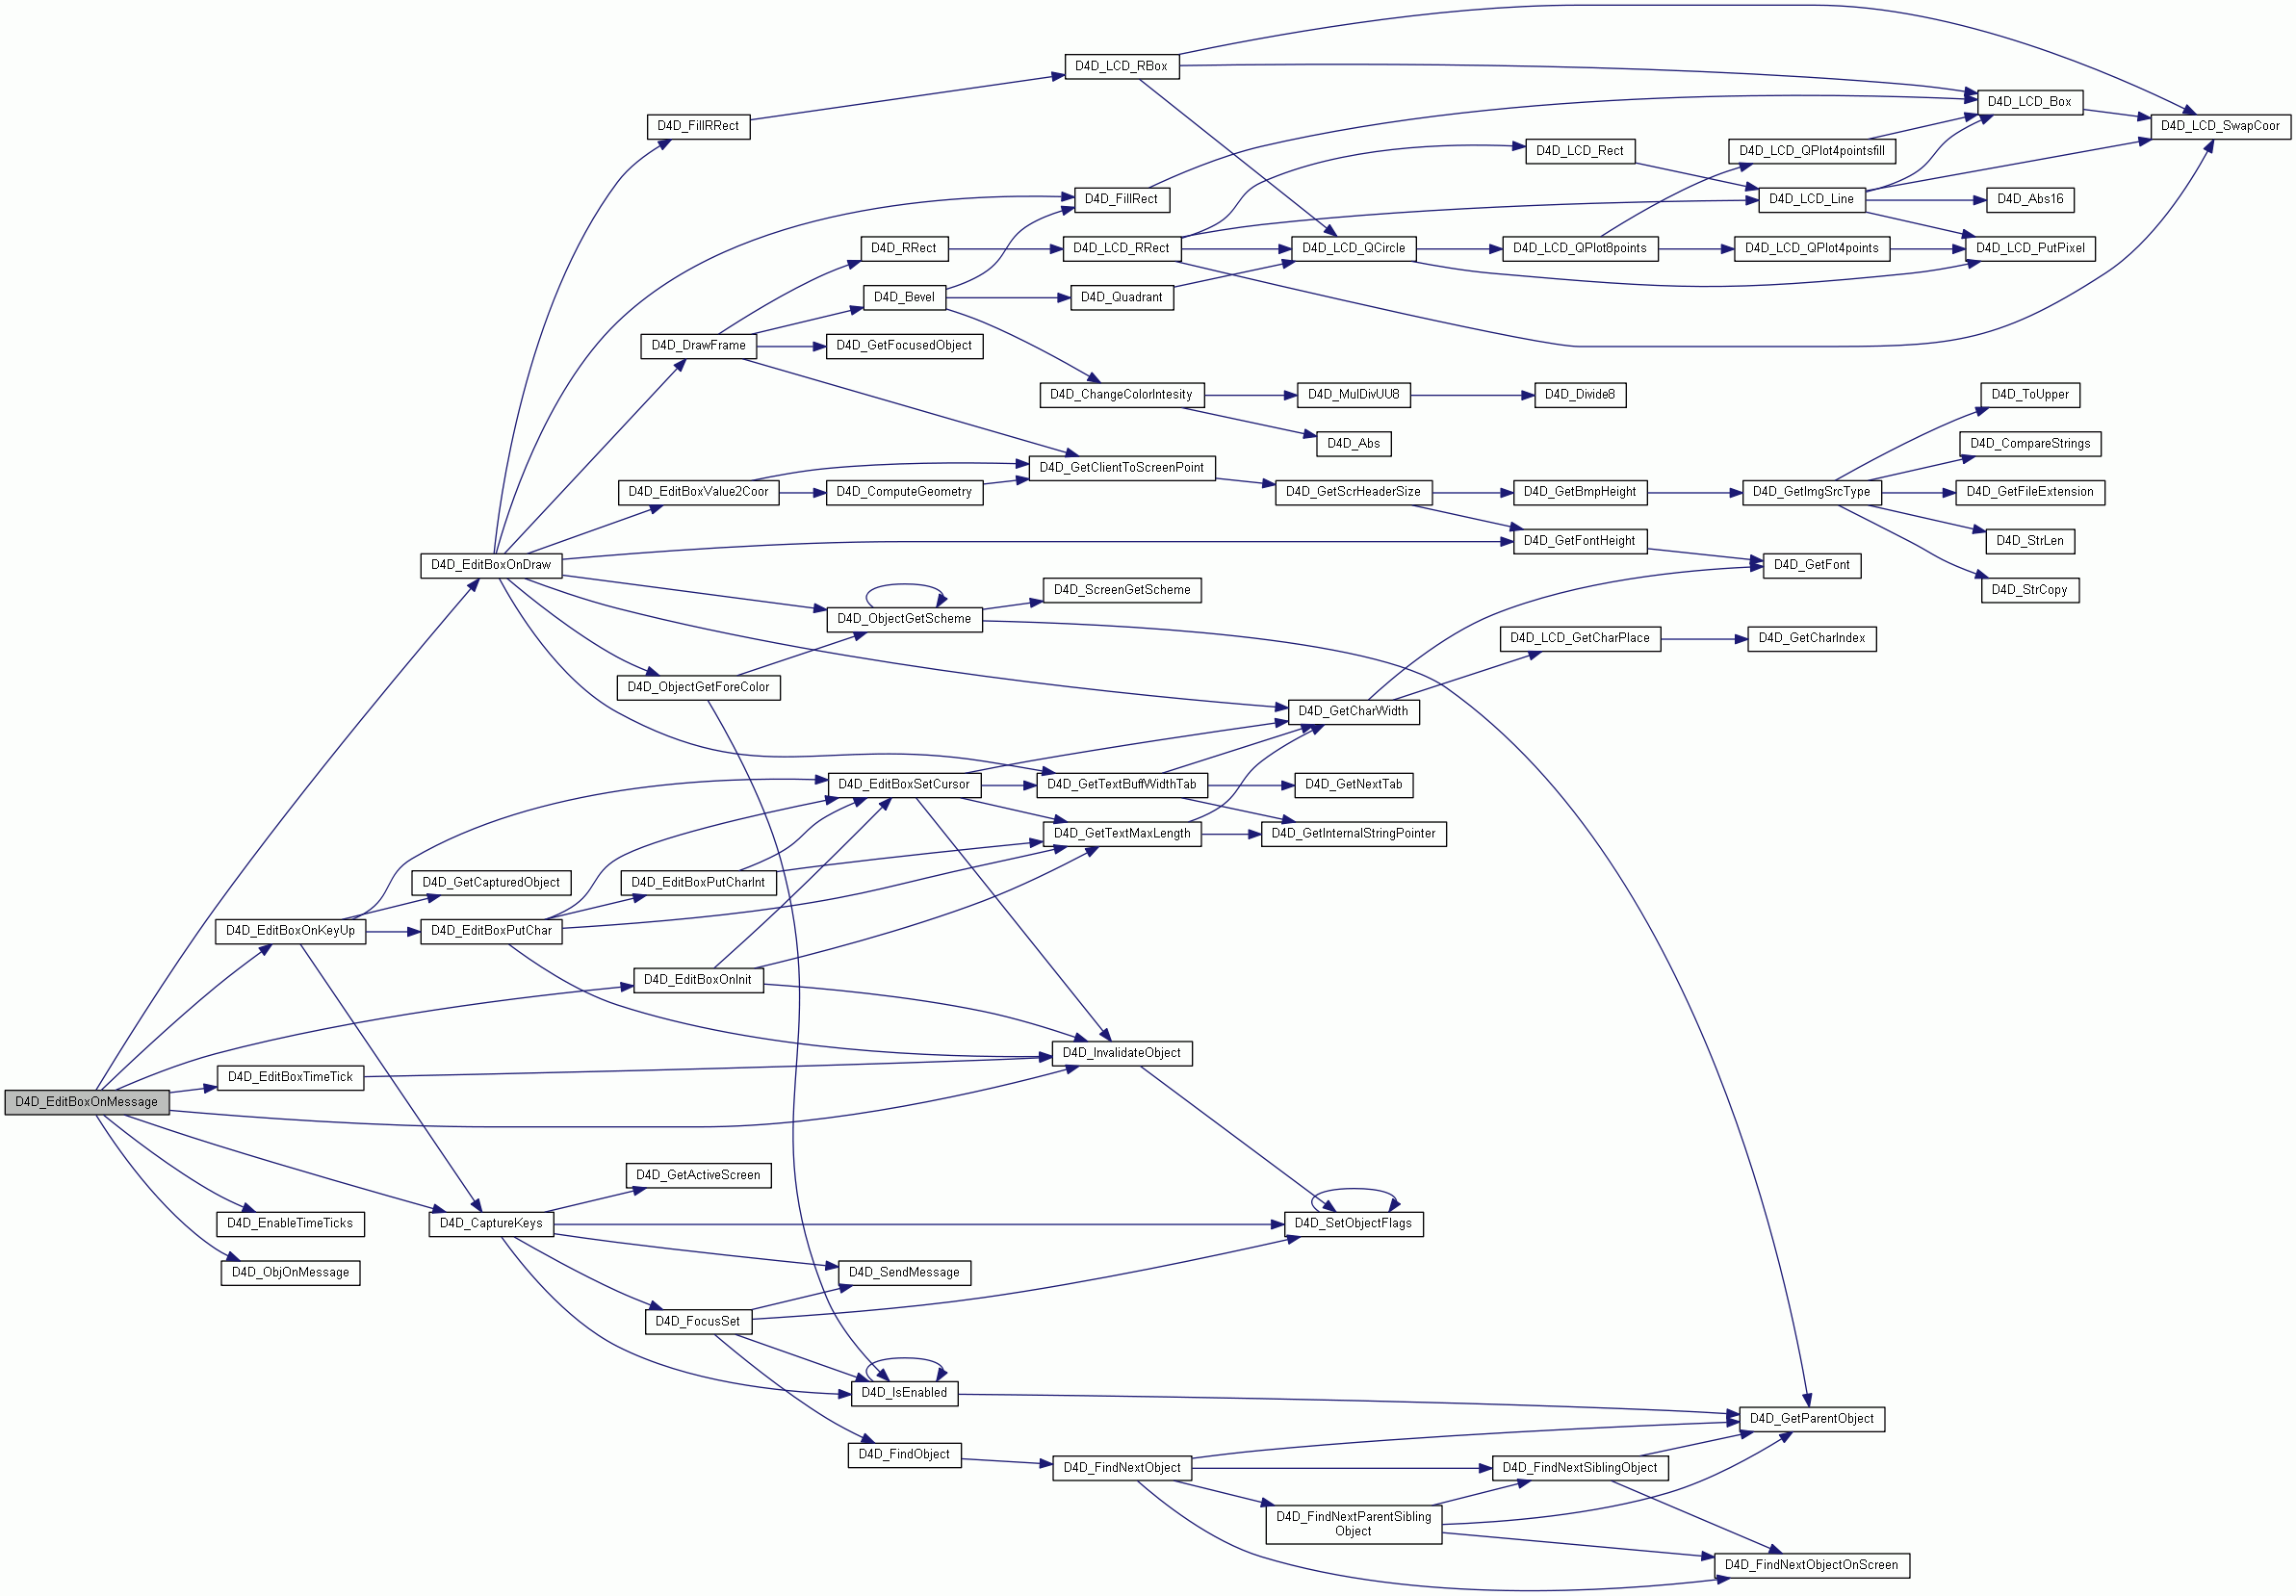 D4D_LCD_RBox
D4D_LCD_Box
D4D_FillRRect
D4D_LCD_SwapCoor
D4D_LCD_Rect
D4D_LCD_QPlot4pointsfill
D4D_FillRect
D4D_LCD_Line
D4D_Abs16
D4D_RRect
D4D_LCD_RRect
D4D_LCD_QCircle
D4D_LCD_QPlot8points
D4D_LCD_QPlot4points
D4D_LCD_PutPixel
D4D_Bevel
D4D_Quadrant
D4D_DrawFrame
D4D_GetFocusedObject
D4D_ChangeColorIntesity
D4D_MulDivUU8
D4D_Divide8
D4D_ToUpper
D4D_Abs
D4D_CompareStrings
D4D_GetClientToScreenPoint
D4D_EditBoxValue2Coor
D4D_ComputeGeometry
D4D_GetScrHeaderSize
D4D_GetBmpHeight
D4D_GetImgSrcType
D4D_GetFileExtension
D4D_GetFontHeight
D4D_StrLen
D4D_EditBoxOnDraw
D4D_GetFont
D4D_ScreenGetScheme
D4D_StrCopy
D4D_ObjectGetScheme
D4D_LCD_GetCharPlace
D4D_GetCharIndex
D4D_ObjectGetForeColor
D4D_GetCharWidth
D4D_EditBoxSetCursor
D4D_GetTextBuffWidthTab
D4D_GetNextTab
D4D_GetTextMaxLength
D4D_GetInternalStringPointer
D4D_GetCapturedObject
D4D_EditBoxPutCharInt
D4D_EditBoxOnKeyUp
D4D_EditBoxPutChar
D4D_EditBoxOnInit
D4D_InvalidateObject
D4D_EditBoxTimeTick
D4D_EditBoxOnMessage
D4D_GetActiveScreen
D4D_EnableTimeTicks
D4D_CaptureKeys
D4D_SetObjectFlags
D4D_ObjOnMessage
D4D_SendMessage
D4D_FocusSet
D4D_IsEnabled
D4D_GetParentObject
D4D_FindObject
D4D_FindNextObject
D4D_FindNextSiblingObject
D4D_FindNextParentSibling
Object
D4D_FindNextObjectOnScreen